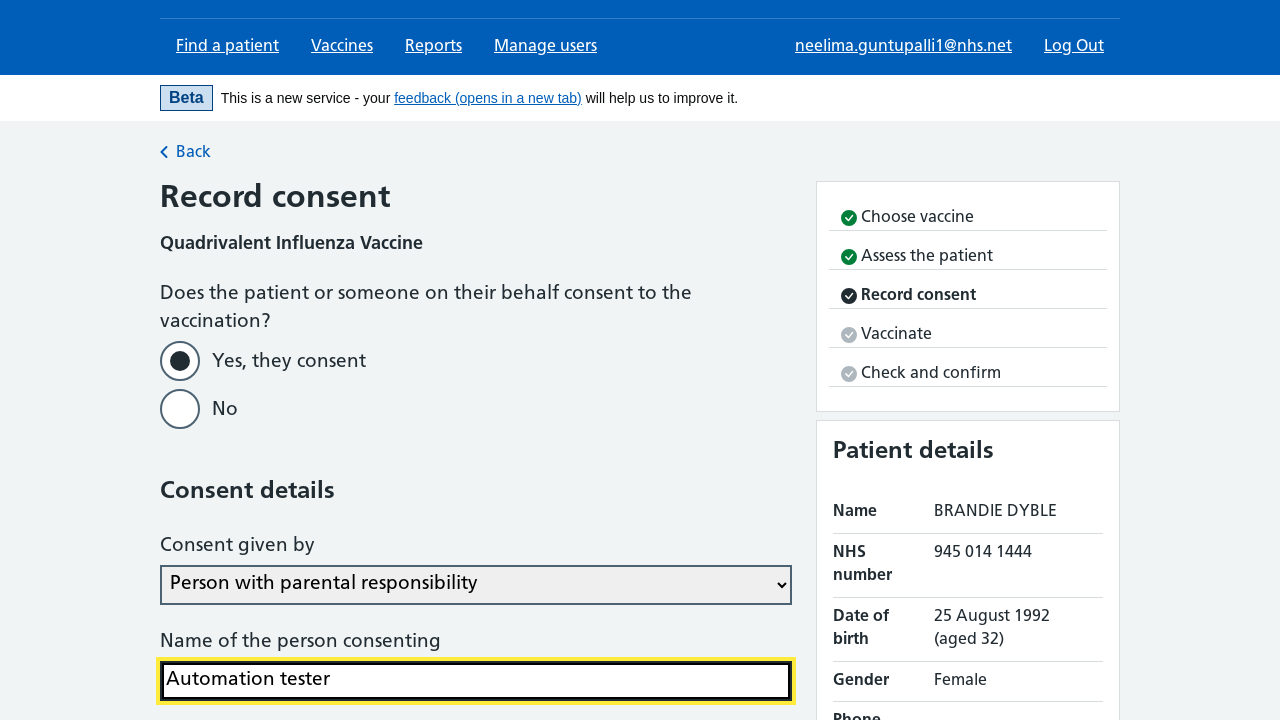 Find a patient
Vaccines
Reports
Manage users
neelima.guntupalli1@nhs.net
Log Out
Beta
This is a new service - your feedback (opens in a new tab) will help us to improve it.
Back
Record consent
Quadrivalent Influenza Vaccine
Does the patient or someone on their behalf consent to the
vaccination?
Yes, they consent
No
Consent details
Consent given by
Person with parental responsibility
Name of the person consenting
Automation tester
Choose vaccine
Assess the patient
Record consent
Vaccinate
Check and confirm
Patient details
Name
BRANDIE DYBLE
NHS
number
945 014 1444
Date of
birth
25 August 1992
(aged 32)
Gender
Female
Phone